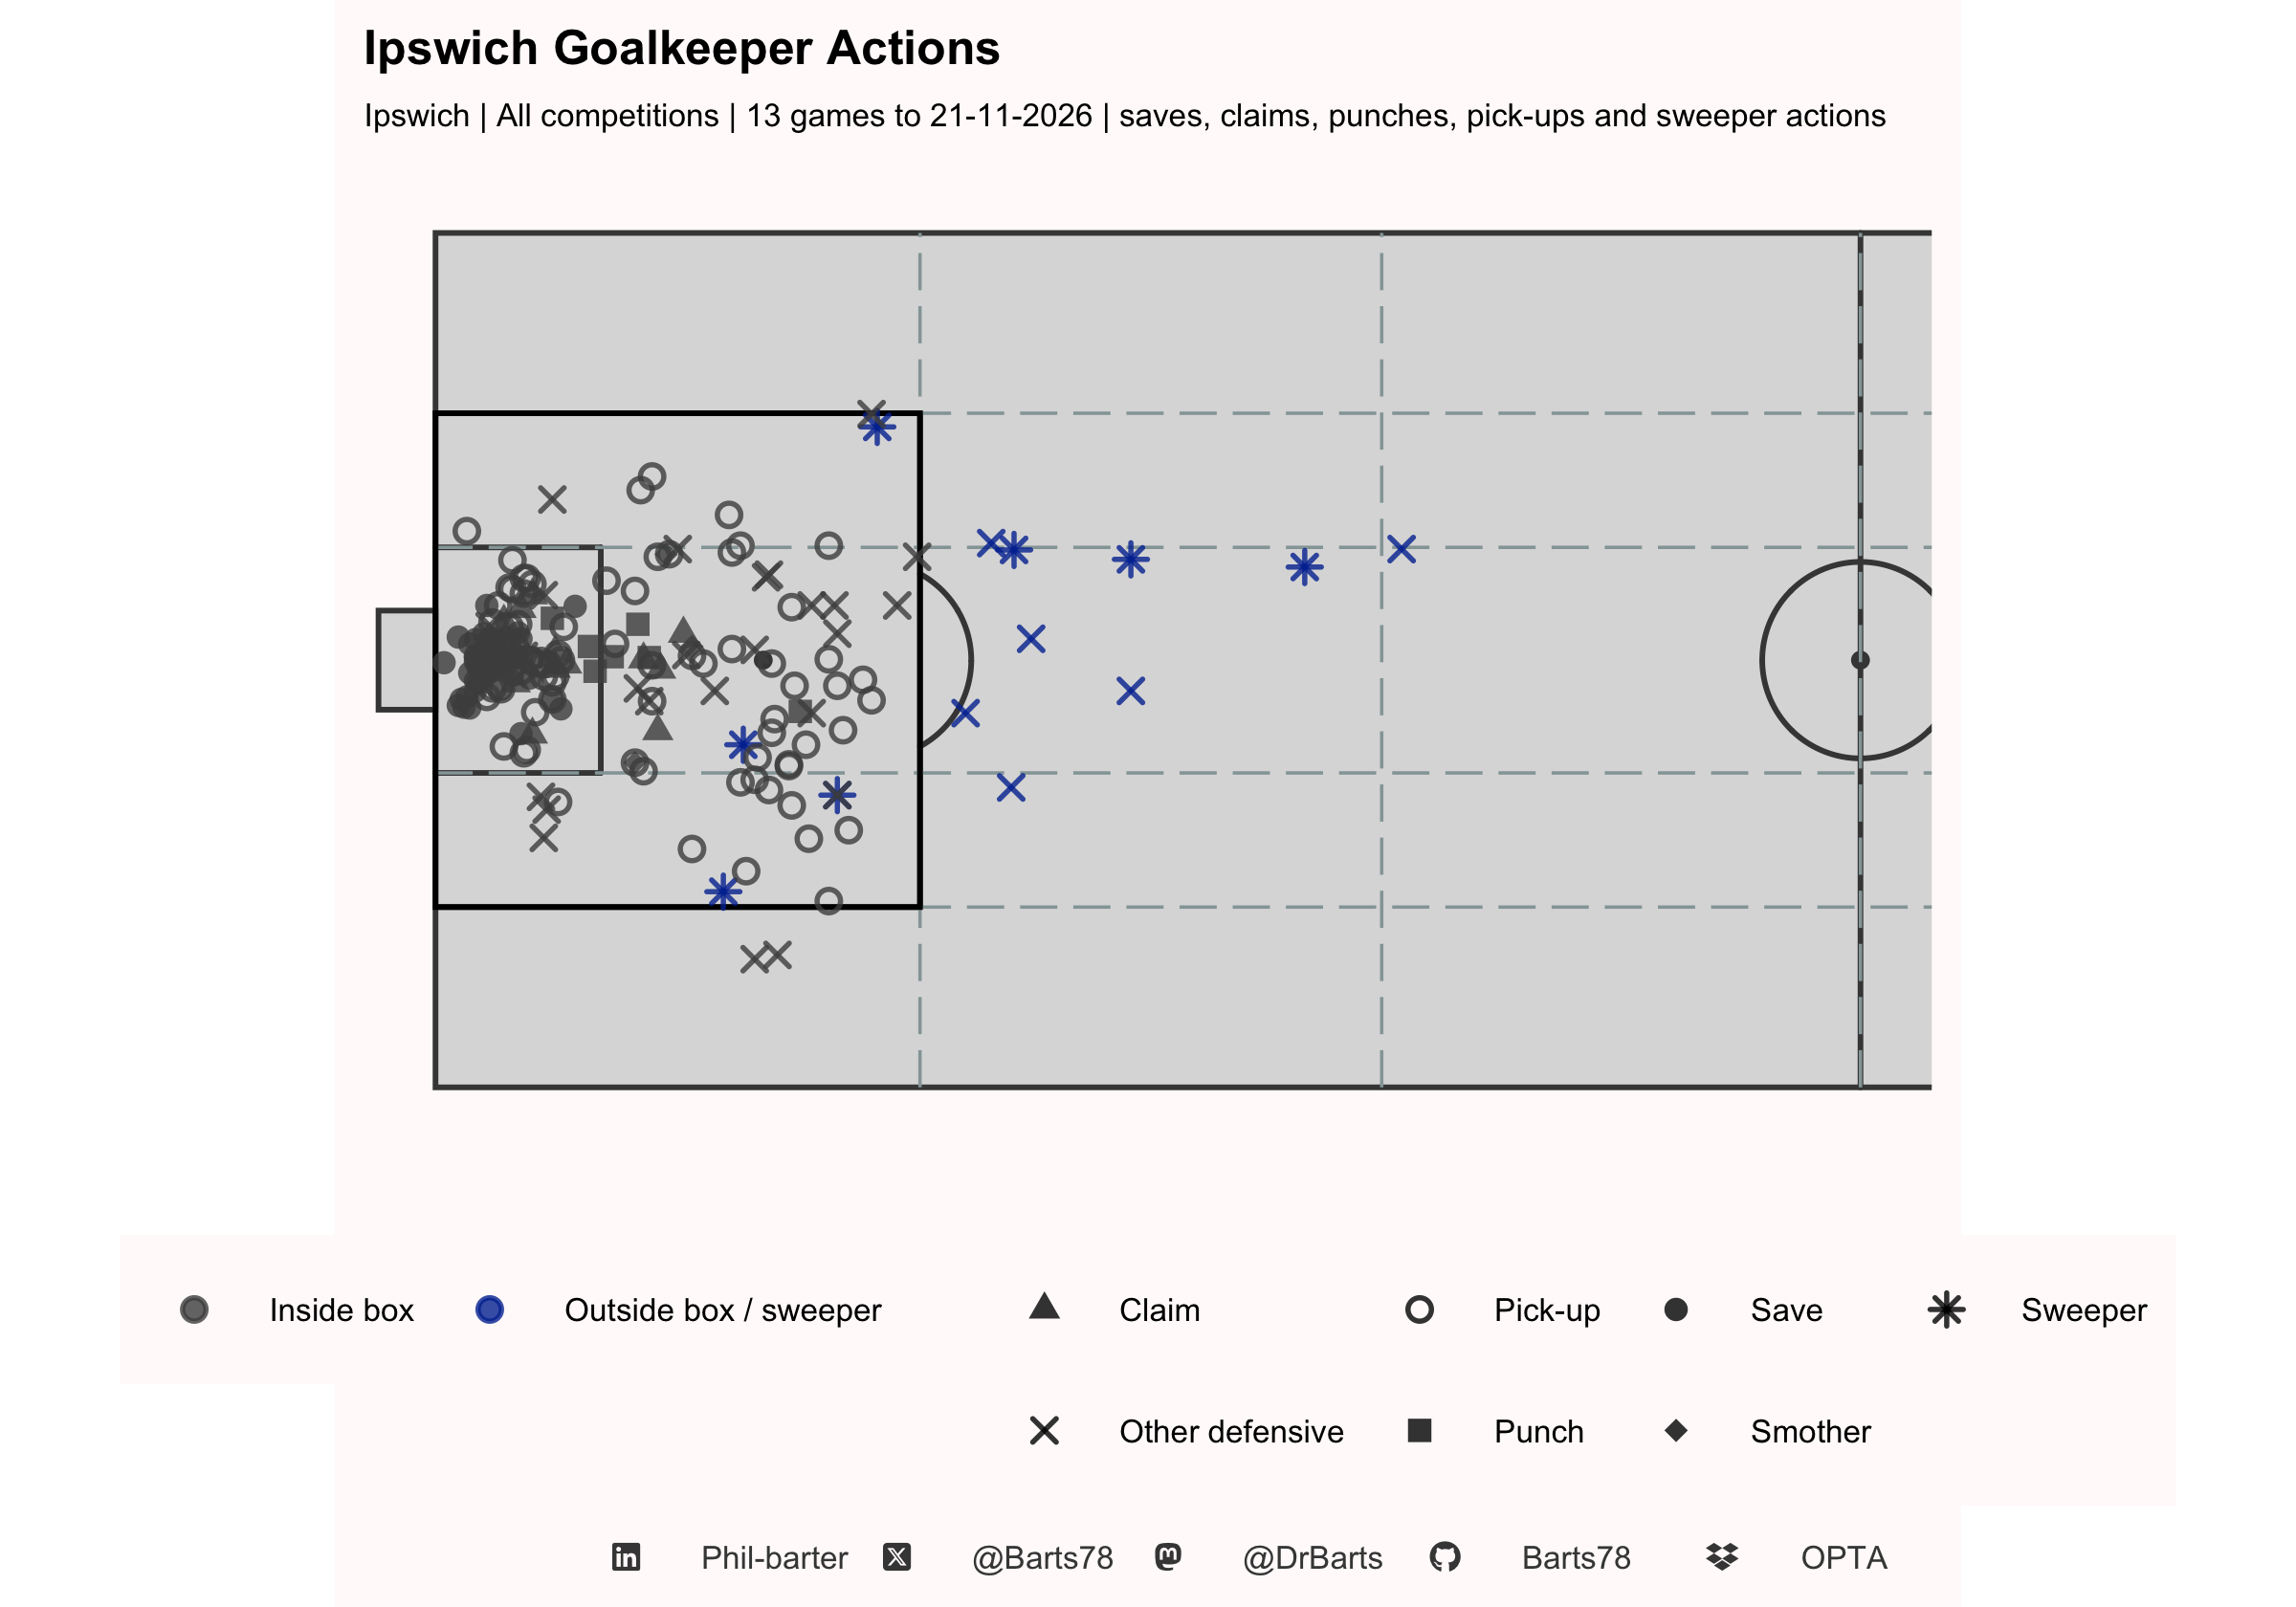 Ipswich Goalkeeper Actions
Ipswich | All competitions | 13 games to 21-11-2026 | saves, claims, punches, pick-ups and sweeper actions
Inside box Outside box / sweeper Claim Pick-up Save Sweeper
Other defensive Punch Smother
Phil-barter @Barts78 @DrBarts Barts78 OPTA